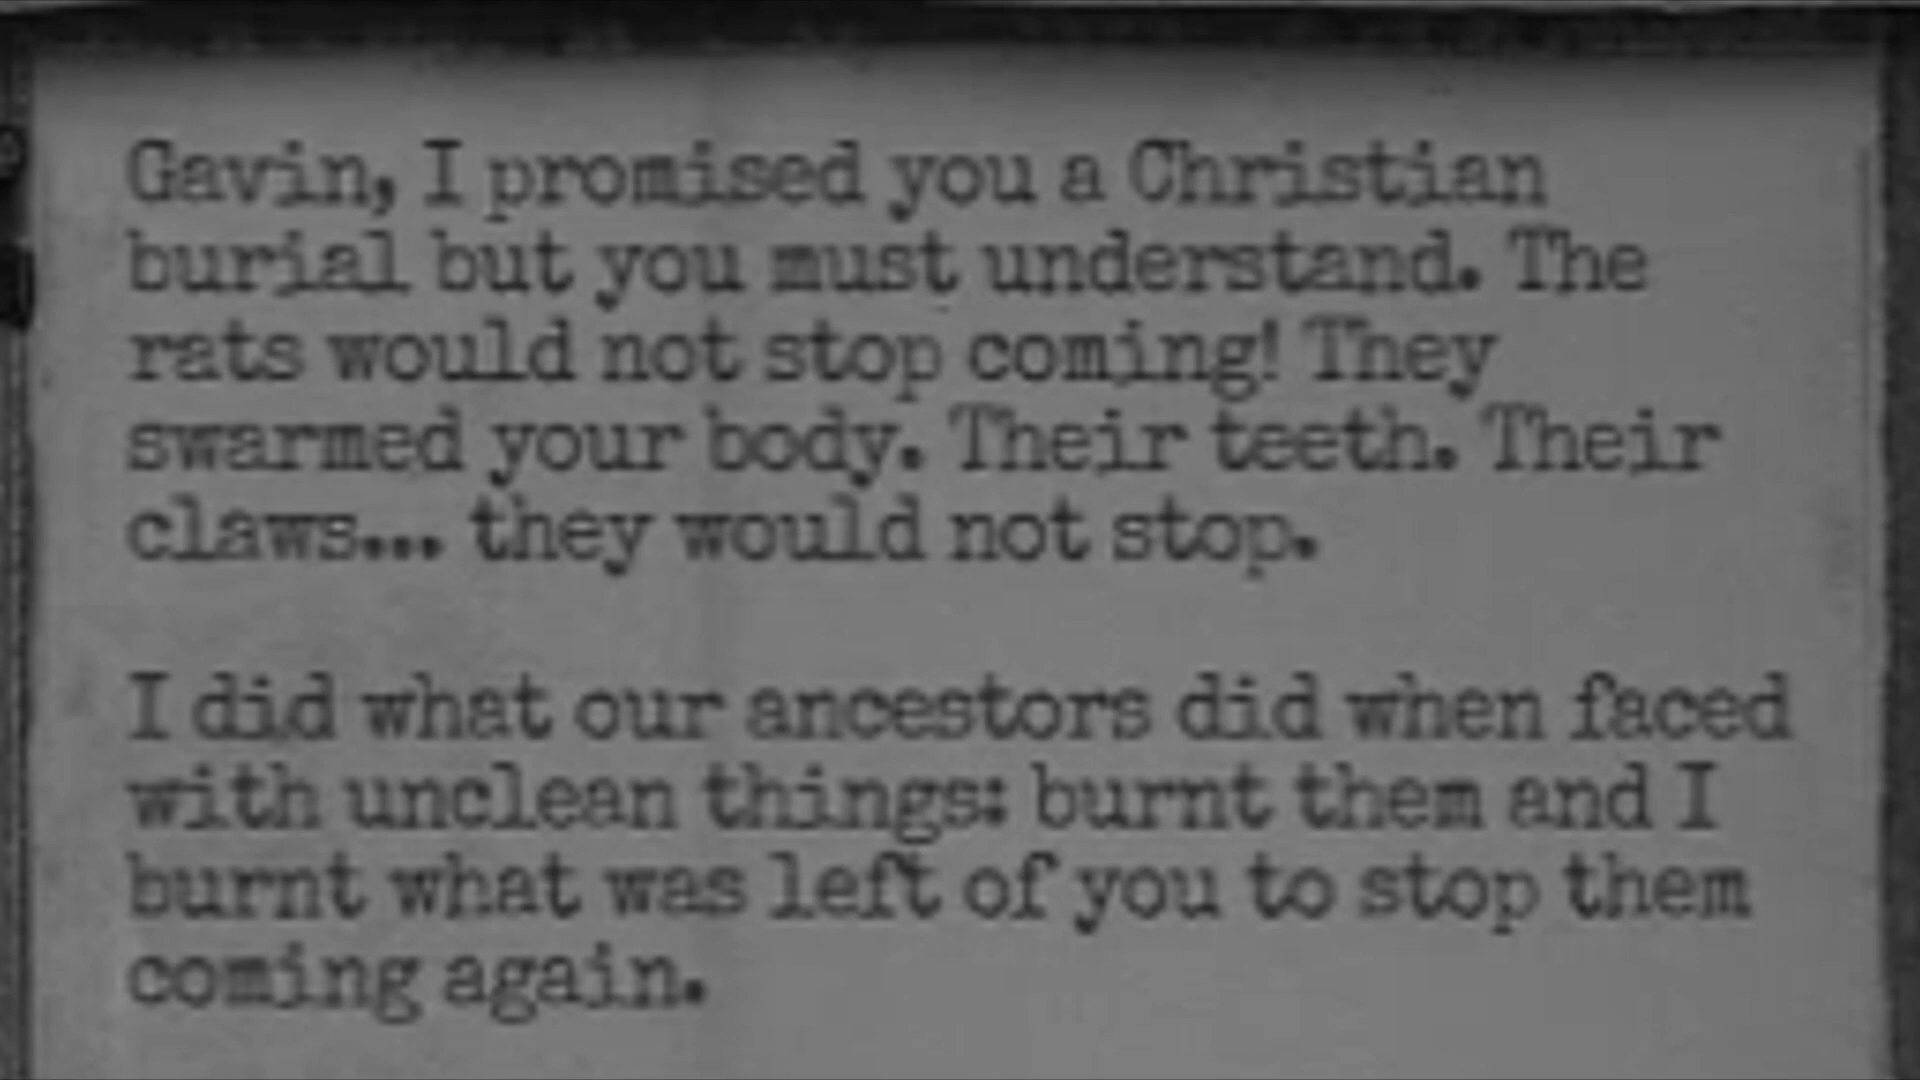 Gavin, I promised you a Christian
burial but you must understand. The
rats would not stop coming! They
swarmed your body. Their teeth. Their
claws... they would not stop.
I did what our ancestors did when faced
with unclean things: burnt them and I
burnt what was left of you to stop them
coming again.